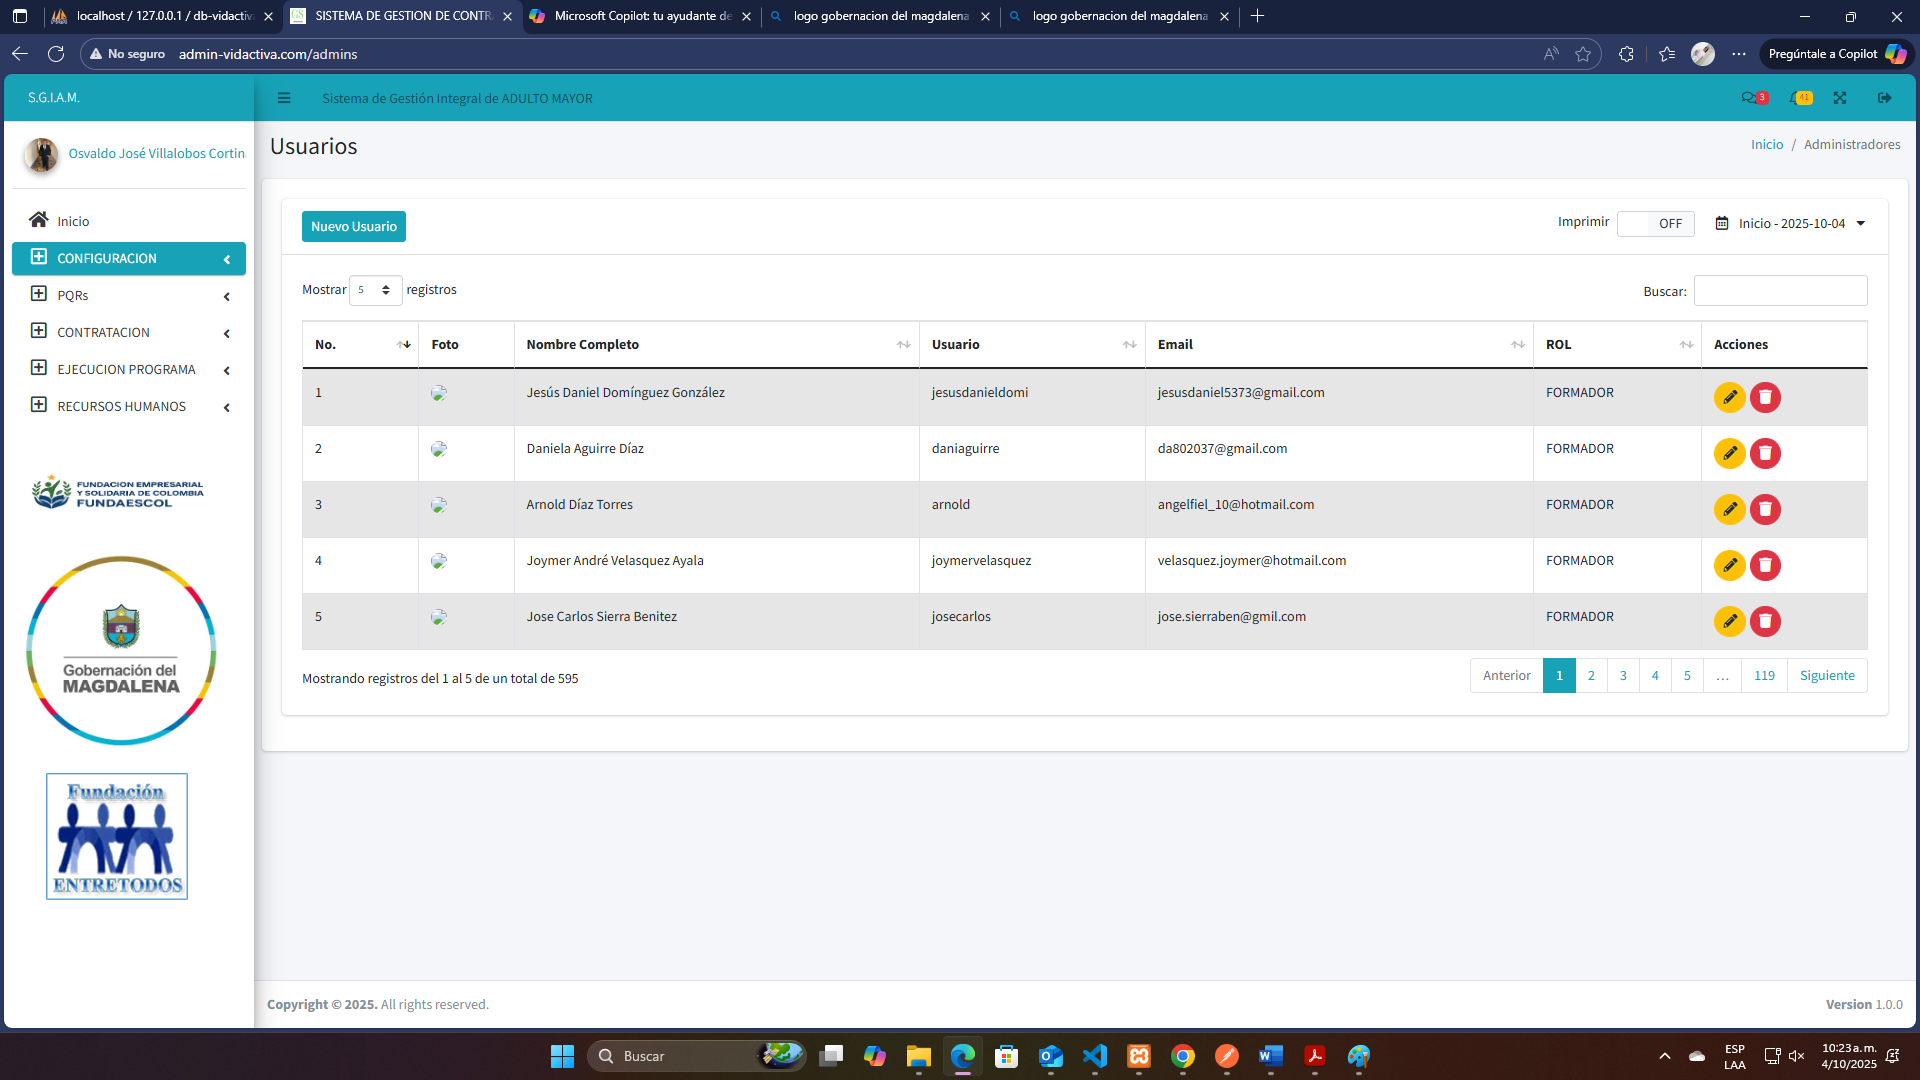 localhost / 127.0.0.1 / db-vidactiv
SISTEMA DE GESTION DE CONTR
Microsoft Copilot: tu ayudante de
logo gobernacion del magdalena
logo gobernacion del magdalena
No seguro
admin-vidactiva.com/admins
Pregúntale a Copilot
S.G.I.A.M.
Sistema de Gestión Integral de ADULTO MAYOR
3
41
Osvaldo José Villalobos Cortin
Usuarios
Inicio / Administradores
Inicio
CONFIGURACION
PQRs
CONTRATACION
EJECUCION PROGRAMA
RECURSOS HUMANOS
FUNDACION EMPRESARIAL
Y SOLIDARIA DE COLOMBIA
FUNDAESCOL
Gobernación del
MAGDALENA
Fundación
ENTRETODOS
Nuevo Usuario
Imprimir
OFF
Inicio - 2025-10-04
Mostrar 5 registros
Buscar:
No. Foto Nombre Completo Usuario Email ROL Acciones
1 Jesús Daniel Domínguez González jesusdanieldomi jesusdaniel5373@gmail.com FORMADOR
2 Daniela Aguirre Díaz daniaguirre da802037@gmail.com FORMADOR
3 Arnold Díaz Torres arnold angelfiel_10@hotmail.com FORMADOR
4 Joymer André Velasquez Ayala joymervelasquez velasquez.joymer@hotmail.com FORMADOR
5 Jose Carlos Sierra Benitez josecarlos jose.sierraben@gmil.com FORMADOR
Mostrando registros del 1 al 5 de un total de 595
Anterior 1 2 3 4 5 … 119 Siguiente
Copyright © 2025. All rights reserved.
Version 1.0.0
Buscar
ESP
LAA
10:23 a. m.
4/10/2025